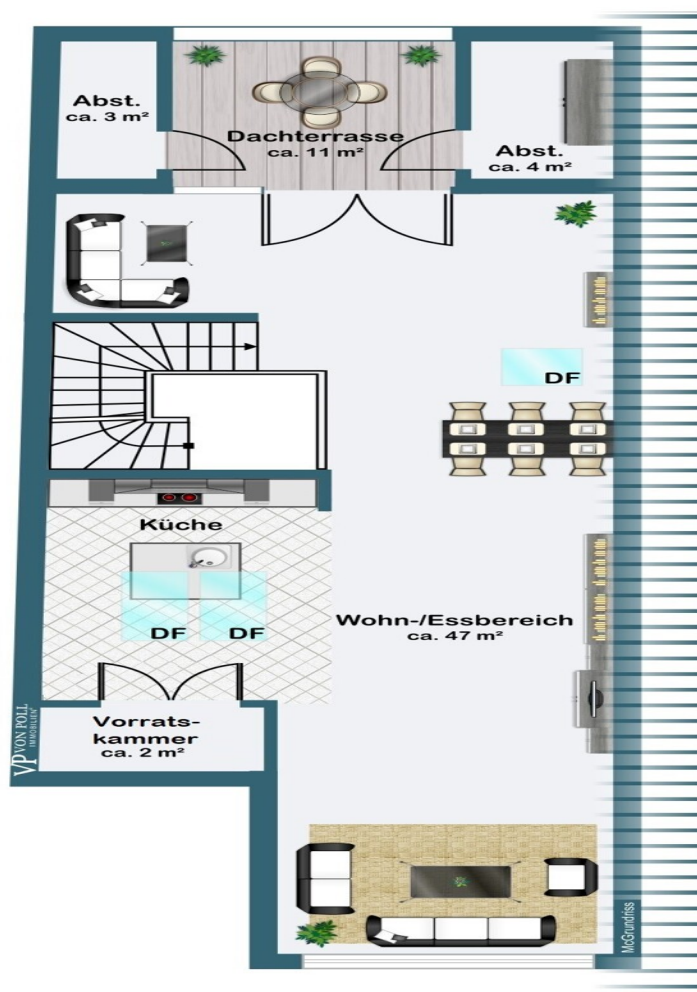 Abst.
ca. 3 m²
Dachterrasse
ca. 11 m²
Abst.
ca. 4 m²
DF
Küche
DF
DF
Wohn-/Essbereich
ca. 47 m²
Vorrats-
kammer
ca. 2 m²
VP VON POLL
IMMOBILIEN
McGrundriss